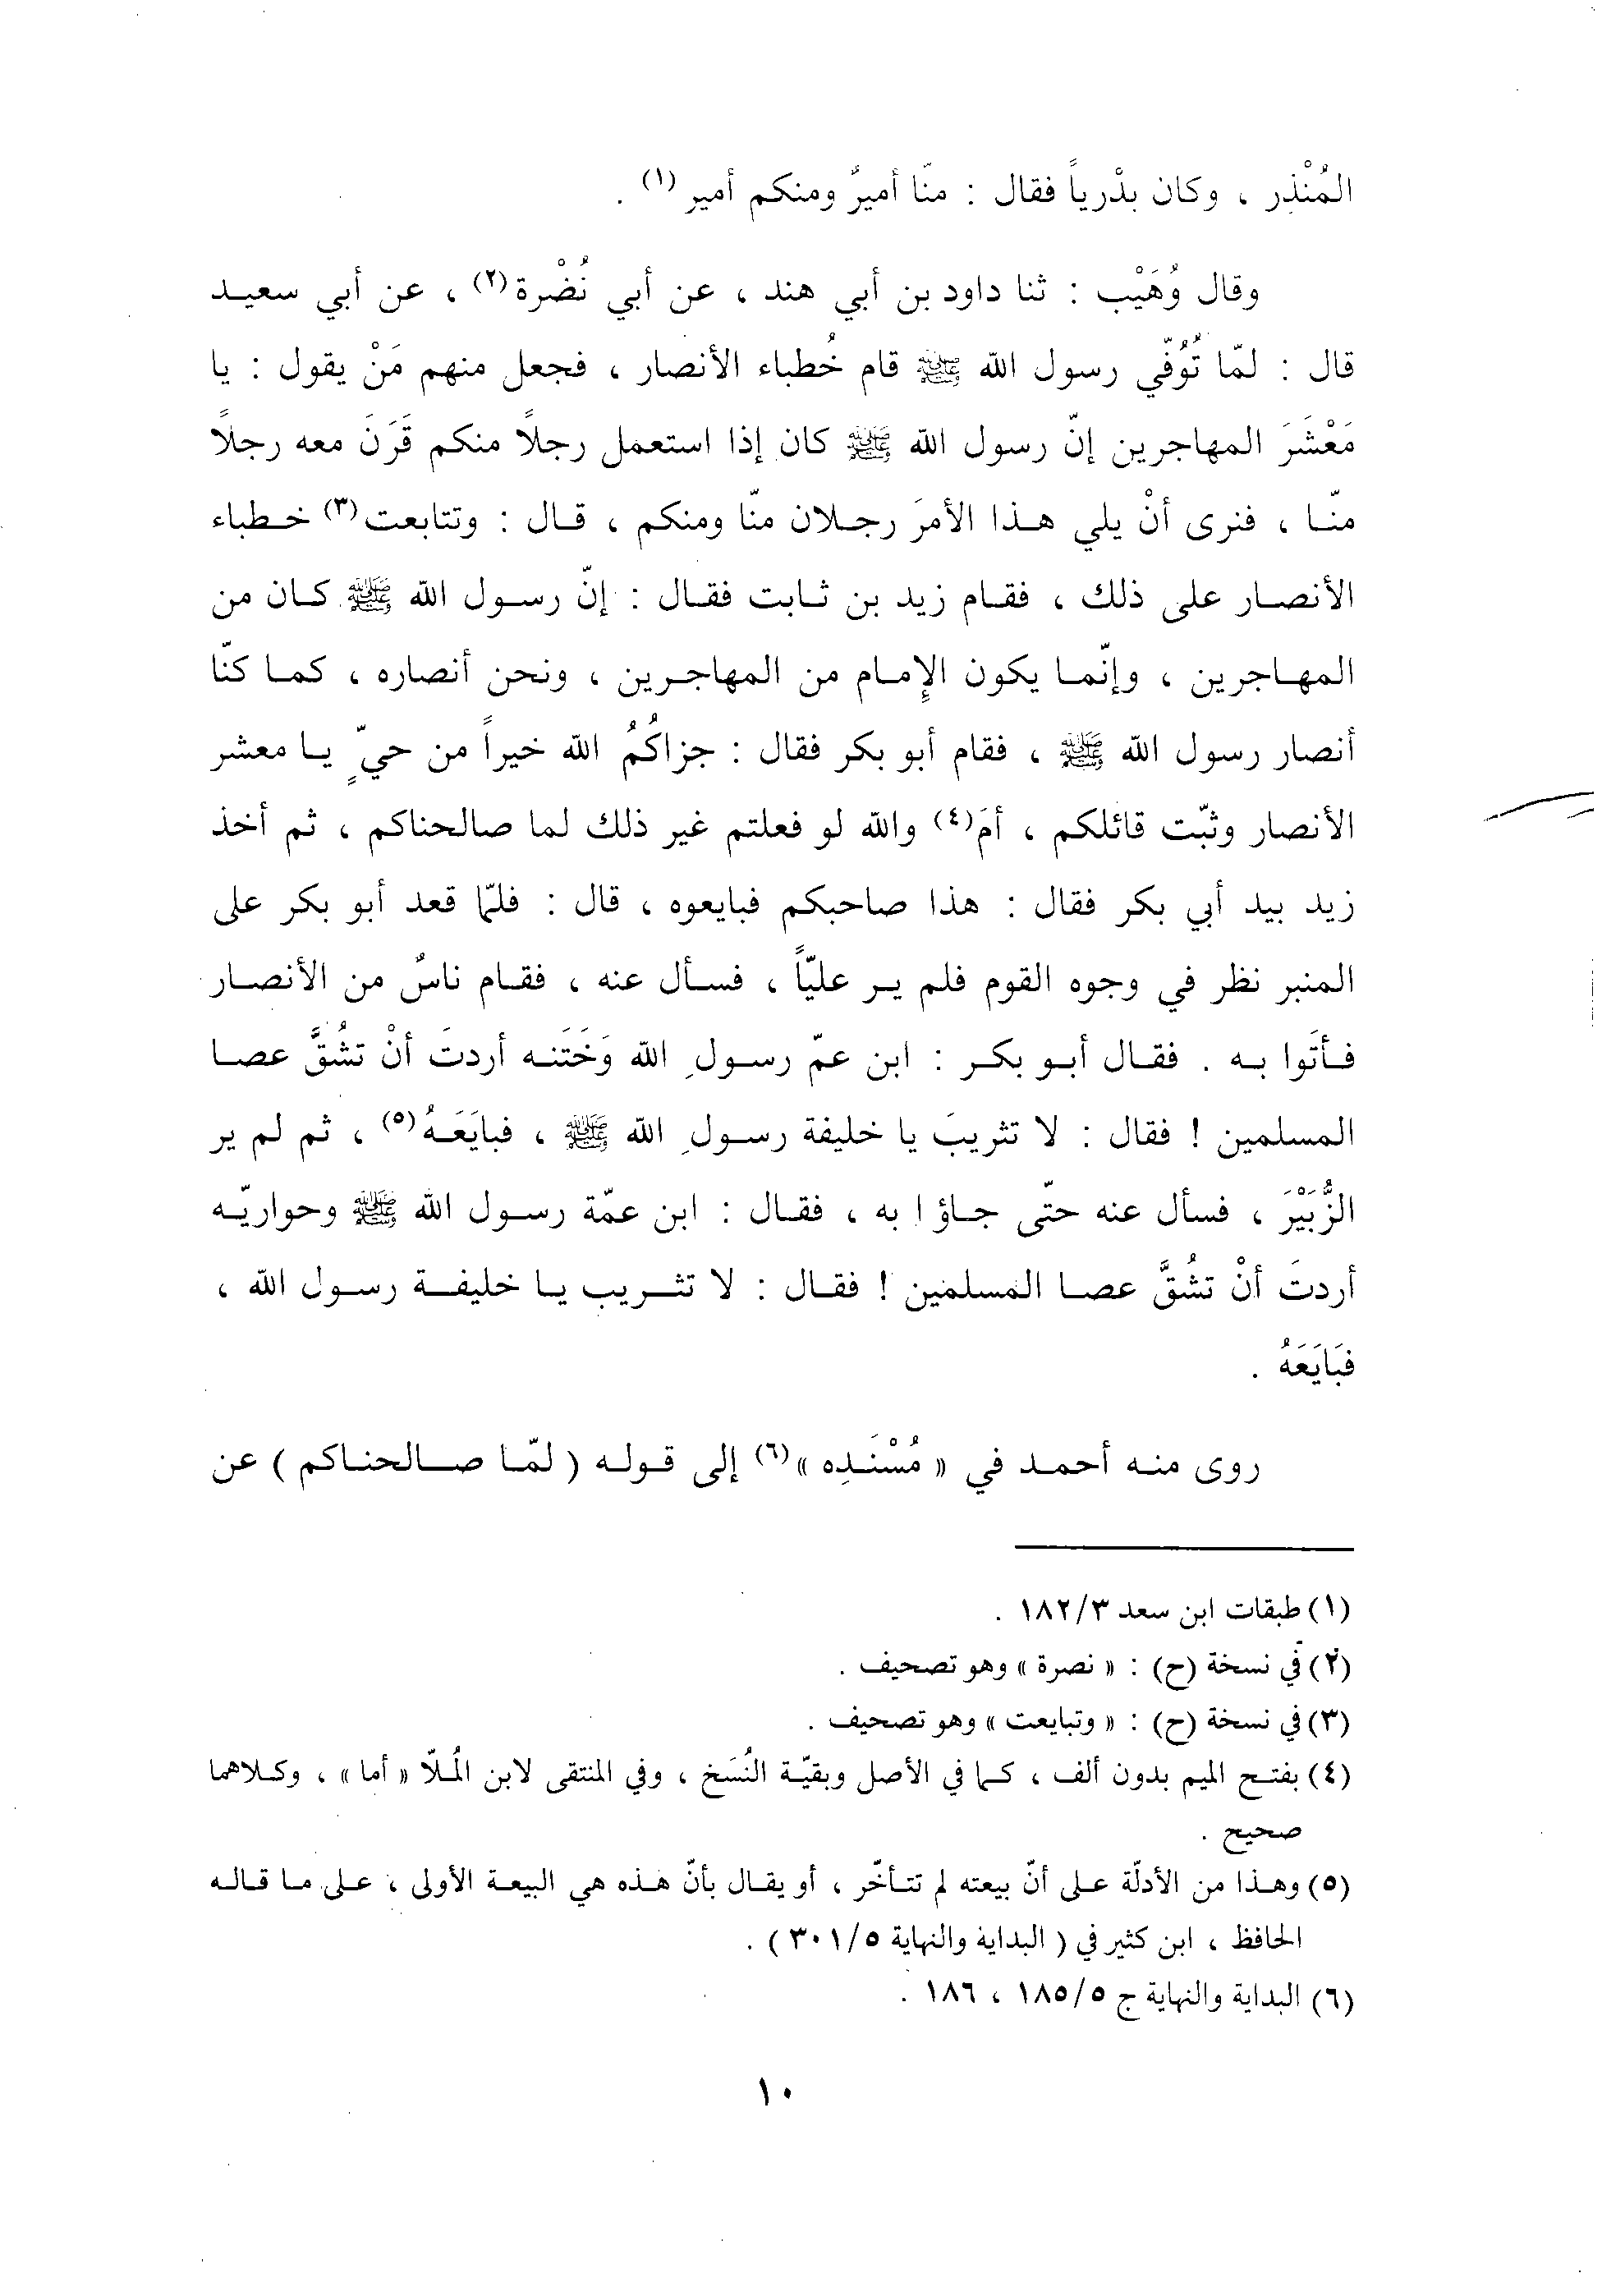 المُنْذِر ، وكان بدْرياً فقال : منّا أميرٌ ومنكم أمير (١) .
وقال وُهَيْب : ثنا داود بن أبي هند ، عن أبي نُضْرة(٢) ، عن أبي سعيد
قال : لمّا تُوُفّي رسول الله ﷺ قام خُطباء الأنصار ، فجعل منهم مَنْ يقول : يا
مَعْشَرَ المهاجرين إنّ رسول الله ﷺ كان إذا استعمل رجلاً منكم قَرَنَ معه رجلاً
منّا ، فنرى أنْ يلي هذا الأمرَ رجلان منّا ومنكم ، قال : وتتابعت(٣) خطباء
الأنصار على ذلك ، فقام زيد بن ثابت فقال : إنّ رسول الله ﷺ كان من
المهاجرين ، وإنّما يكون الإمام من المهاجرين ، ونحن أنصاره ، كما كنّا
أنصار رسول الله ﷺ ، فقام أبو بكر فقال : جزاكُمُ الله خيراً من حيّ يا معشر
الأنصار وثبّت قائلكم ، أمَ(٤) والله لو فعلتم غير ذلك لما صالحناكم ، ثم أخذ
زيد بيد أبي بكر فقال : هذا صاحبكم فبايعوه ، قال : فلمّا قعد أبو بكر على
المنبر نظر في وجوه القوم فلم ير عليّاً ، فسأل عنه ، فقام ناسٌ من الأنصار
فأتَوا به . فقال أبو بكر : ابن عمّ رسولِ الله وَخَتَنه أردتَ أنْ تشُقَّ عصا
المسلمين ! فقال : لا تثريبَ يا خليفة رسولِ الله ﷺ ، فبايَعَهُ(٥) ، ثم لم ير
الزُّبَيْرَ ، فسأل عنه حتّى جاؤا به ، فقال : ابن عمّة رسول الله ﷺ وحواريّه
أردتَ أنْ تشُقَّ عصا المسلمين ! فقال : لا تثريب يا خليفة رسول الله ،
فبَايَعَهُ .
روى منه أحمد في « مُسْنَدِه »(٦) إلى قوله ( لمّا صالحناكم ) عن
(١) طبقات ابن سعد ١٨٢/٣ .
(٢) في نسخة (ح) : « نصرة » وهو تصحيف .
(٣) في نسخة (ح) : « وتبايعت » وهو تصحيف .
(٤) بفتح الميم بدون ألف ، كما في الأصل وبقيّة النُسَخ ، وفي المنتقى لابن المُلّا « أما » ، وكلاهما
صحيح .
(٥) وهذا من الأدلّة على أنّ بيعته لم تتأخّر ، أو يقال بأنّ هذه هي البيعة الأولى ، على ما قاله
الحافظ ، ابن كثير في ( البداية والنهاية ٣٠١/٥ ) .
(٦) البداية والنهاية ج ١٨٥/٥ ، ١٨٦ .
١٠